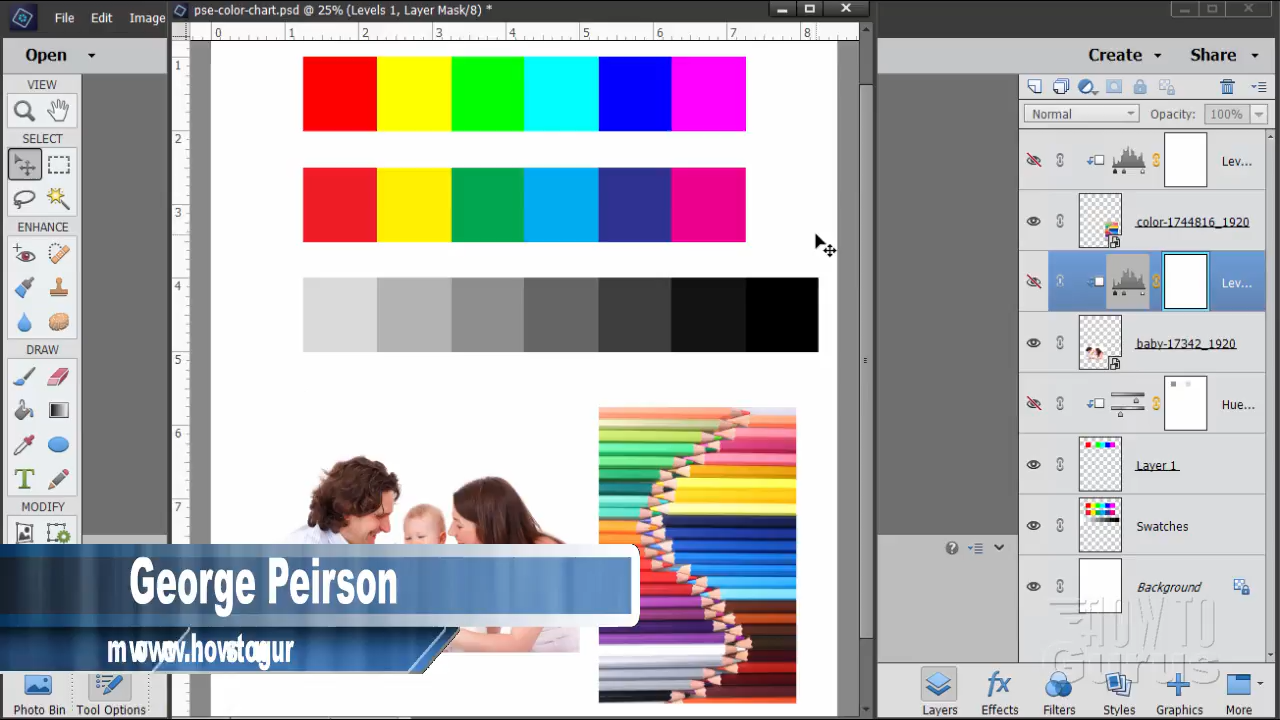 File Edit Image
pse-color-chart.psd @ 25% (Levels 1, Layer Mask/8) *
Open
Create Share
0 1 2 3 4 5 6 7 8
VIEW
SELECT
ENHANCE
DRAW
MODIFY
1
2
3
4
5
6
7
Normal Opacity: 100%
Lev...
color-1744816_1920
Lev...
baby-17342_1920
Hue...
Layer 1
Swatches
Background
George Peirson
Photo Bin Tool Options
Layers Effects Filters Styles Graphics More